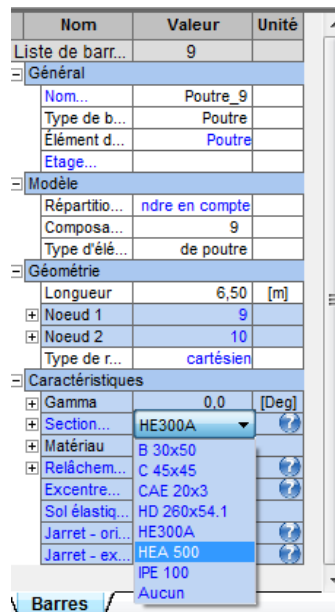 Nom Valeur Unité
Liste de barr... 9
Général
Nom... Poutre_9
Type de b... Poutre
Élément d... Poutre
Etage...
Modèle
Répartitio... ndre en compte
Composa... 9
Type d'élé... de poutre
Géométrie
Longueur 6,50 [m]
Noeud 1 9
Noeud 2 10
Type de r... cartésien
Caractéristiques
Gamma 0,0 [Deg]
Section... HE300A
Matériau B 30x50
Relâchem... C 45x45
Excentre... CAE 20x3
Sol élastiq... HD 260x54.1
Jarret - ori... HE300A
Jarret - ex... HEA 500
IPE 100
Aucun
Barres